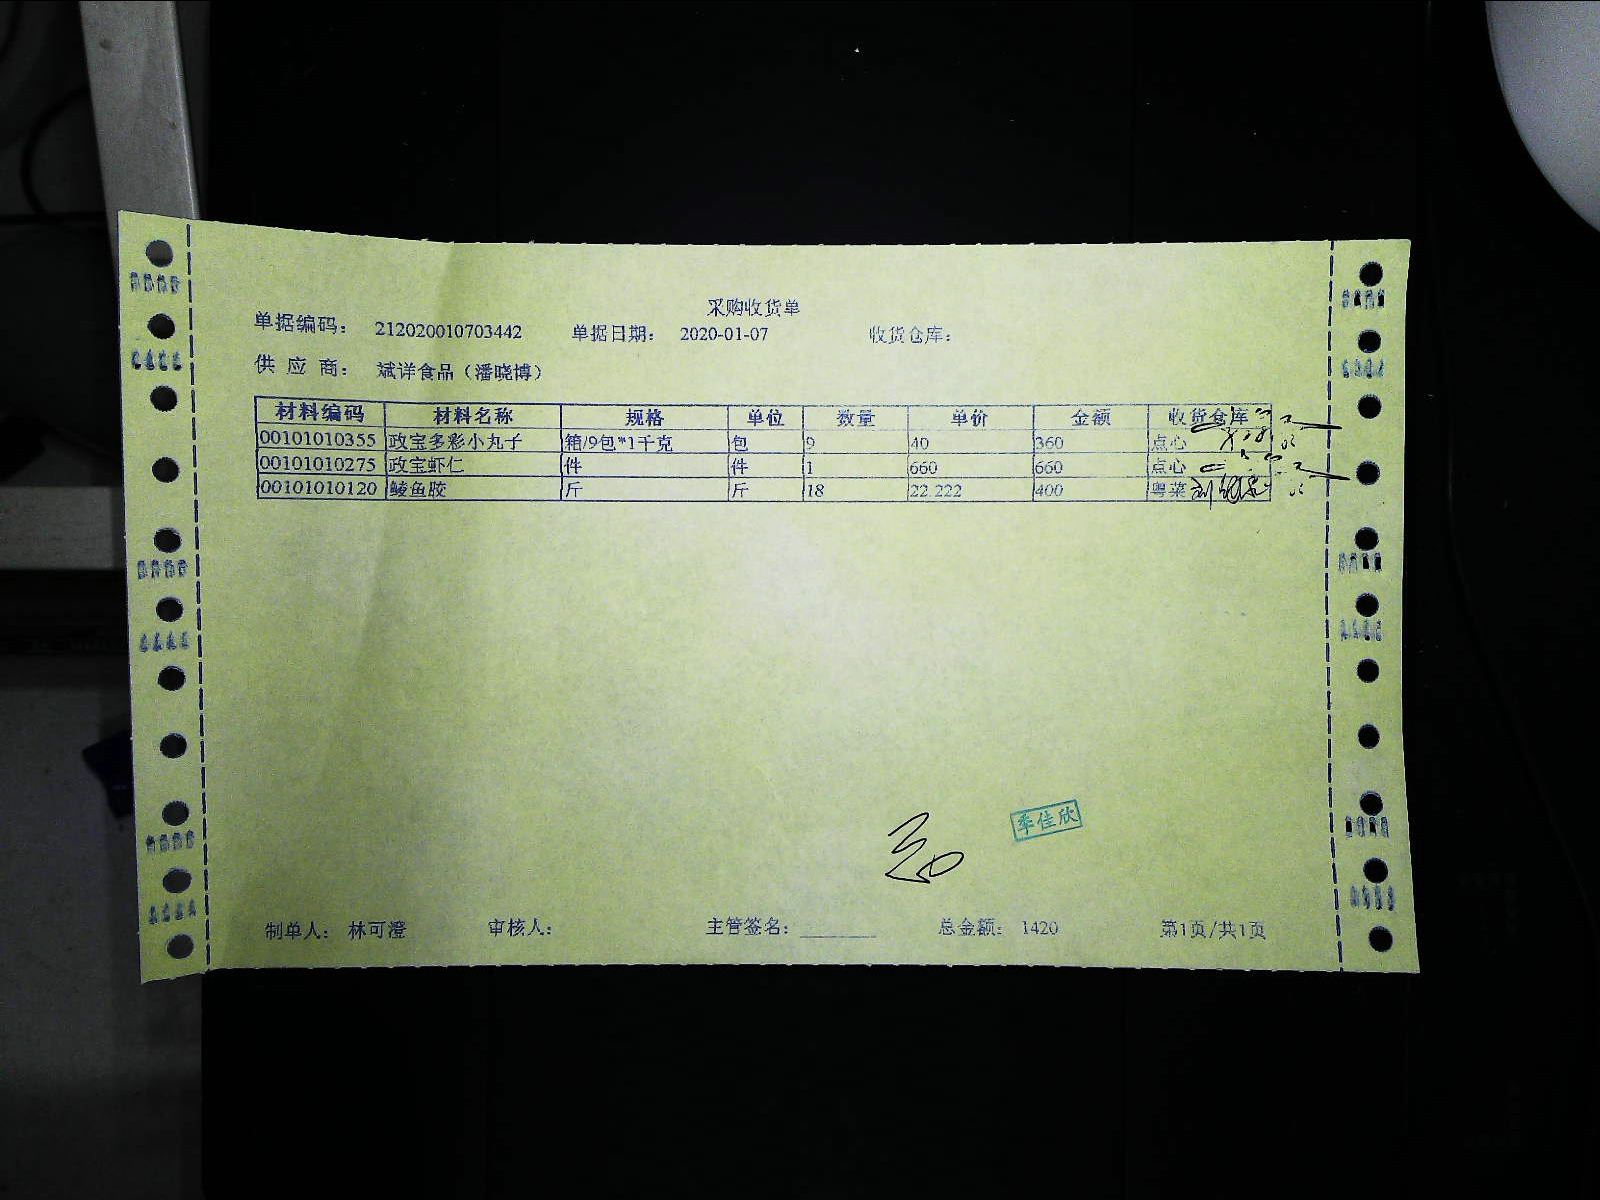 采购收货单
单据编码： 212020010703442 单据日期： 2020-01-07 收货仓库：
供 应 商： 斌详食品（潘晓博）
材料编码 材料名称 规格 单位 数量 单价 金额 收货仓库
00101010355 政宝多彩小丸子 箱/9包*1千克 包 9 40 360 点心
00101010275 政宝虾仁 件 件 1 660 660 点心
00101010120 鲮鱼胶 斤 斤 18 22.222 400 粤菜
季佳欣
制单人： 林可澄 审核人： 主管签名：________ 总金额： 1420 第1页/共1页